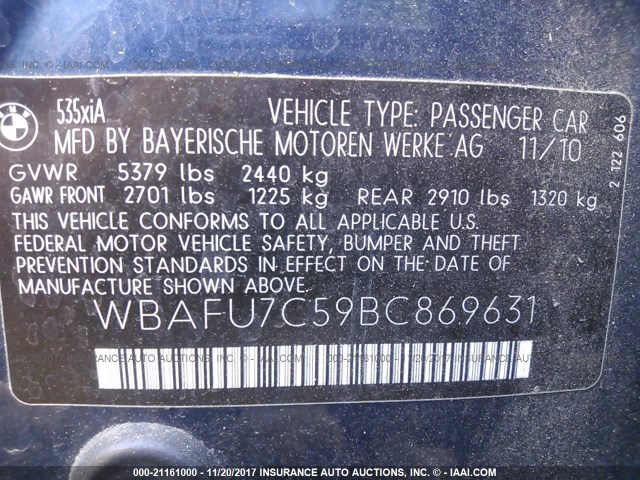 535xiA VEHICLE TYPE: PASSENGER CAR
MFD BY BAYERISCHE MOTOREN WERKE AG 11/10
GVWR 5379 lbs 2440 kg
GAWR FRONT 2701 lbs 1225 kg REAR 2910 lbs 1320 kg
THIS VEHICLE CONFORMS TO ALL APPLICABLE U.S.
FEDERAL MOTOR VEHICLE SAFETY, BUMPER AND THEFT
PREVENTION STANDARDS IN EFFECT ON THE DATE OF
MANUFACTURE SHOWN ABOVE:
WBAFU7C59BC869631
2 122 606
000-21161000 - 11/20/2017 INSURANCE AUTO AUCTIONS, INC. - © IAAI.COM